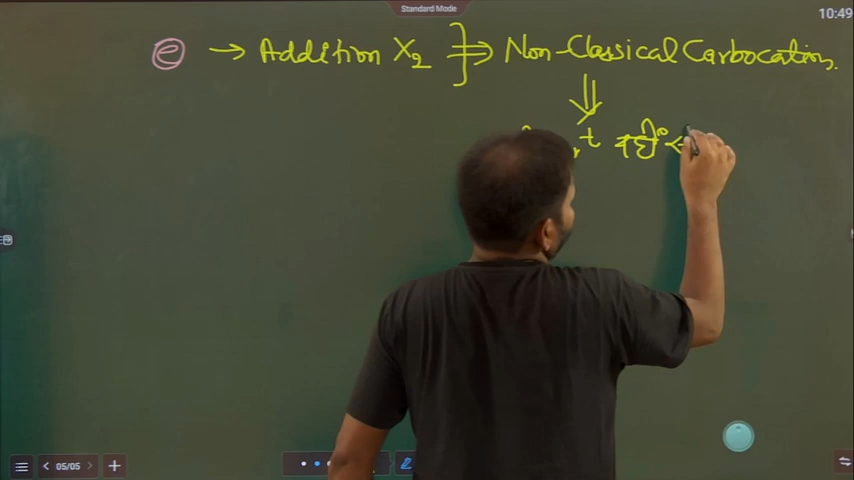 Standard Mode
10:49
ⓔ → Addition X₂ ] ⇒ Non-Classical Carbocation.
05/05